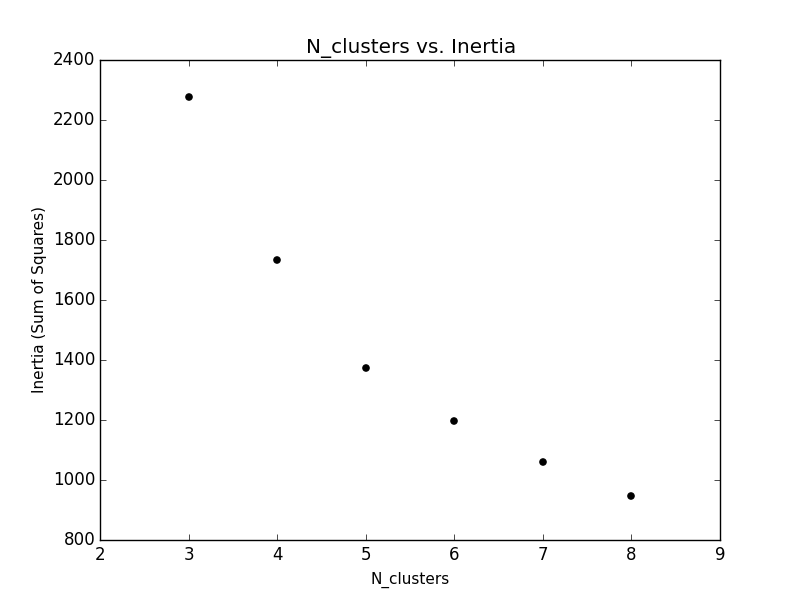 N_clusters vs. Inertia
2400
2200
2000
1800
1600
1400
1200
1000
800
Inertia (Sum of Squares)
2 3 4 5 6 7 8 9
N_clusters